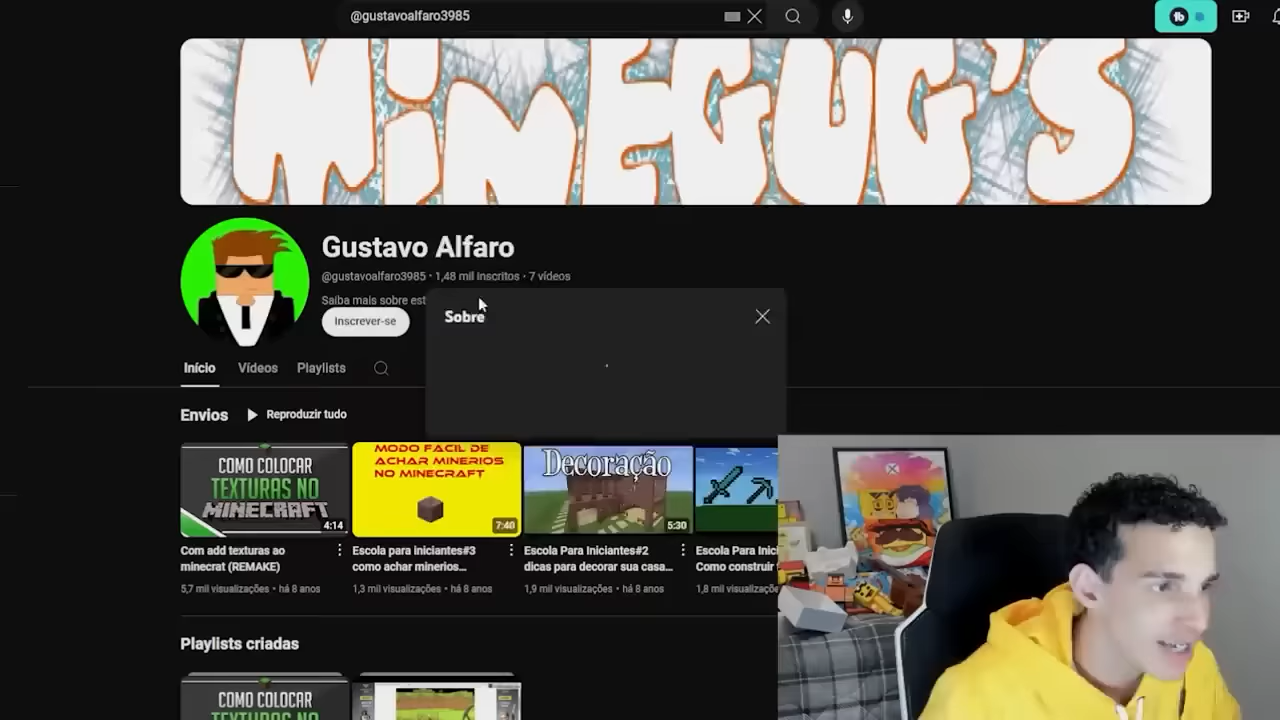 @gustavoalfaro3985
MiNEGUG'S
Gustavo Alfaro
@gustavoalfaro3985 · 1,48 mil inscritos · 7 vídeos
Saiba mais sobre est
Sobre
Inscrever-se
Início
Vídeos
Playlists
Envios
Reproduzir tudo
COMO COLOCAR
TEXTURAS NO
MINECRAFT
4:14
MODO FACIL DE
ACHAR MINERIOS
NO MINECRAFT
7:40
Decoração
5:30
Com add texturas ao
minecrat (REMAKE)
5,7 mil visualizações · há 8 anos
Escola para iniciantes#3
como achar minerios...
1,3 mil visualizações · há 8 anos
Escola Para Iniciantes#2
dicas para decorar sua casa...
1,9 mil visualizações · há 8 anos
Escola Para Inic
Como construir
1,8 mil visualizaçõe
Playlists criadas
COMO COLOCAR
TEXTURAS NO